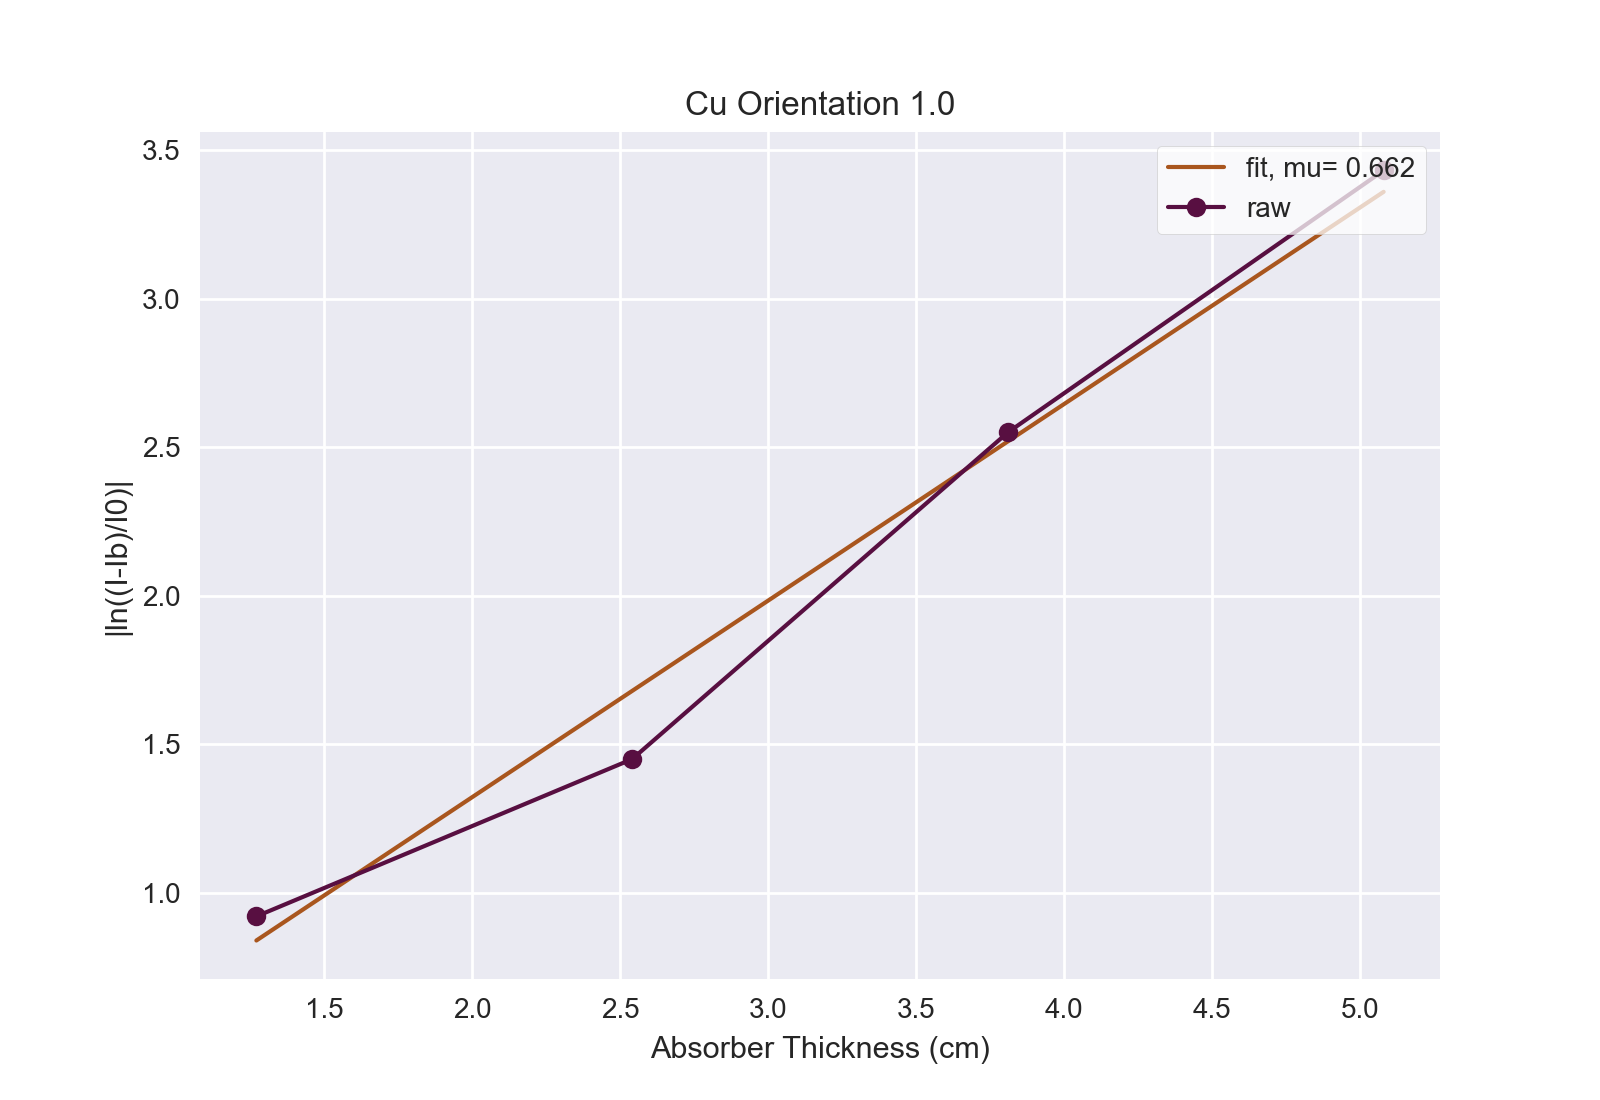 Cu Orientation 1.0
fit, mu= 0.662
raw
3.5
3.0
2.5
2.0
1.5
1.0
|ln((I-Ib)/I0)|
1.5 2.0 2.5 3.0 3.5 4.0 4.5 5.0
Absorber Thickness (cm)